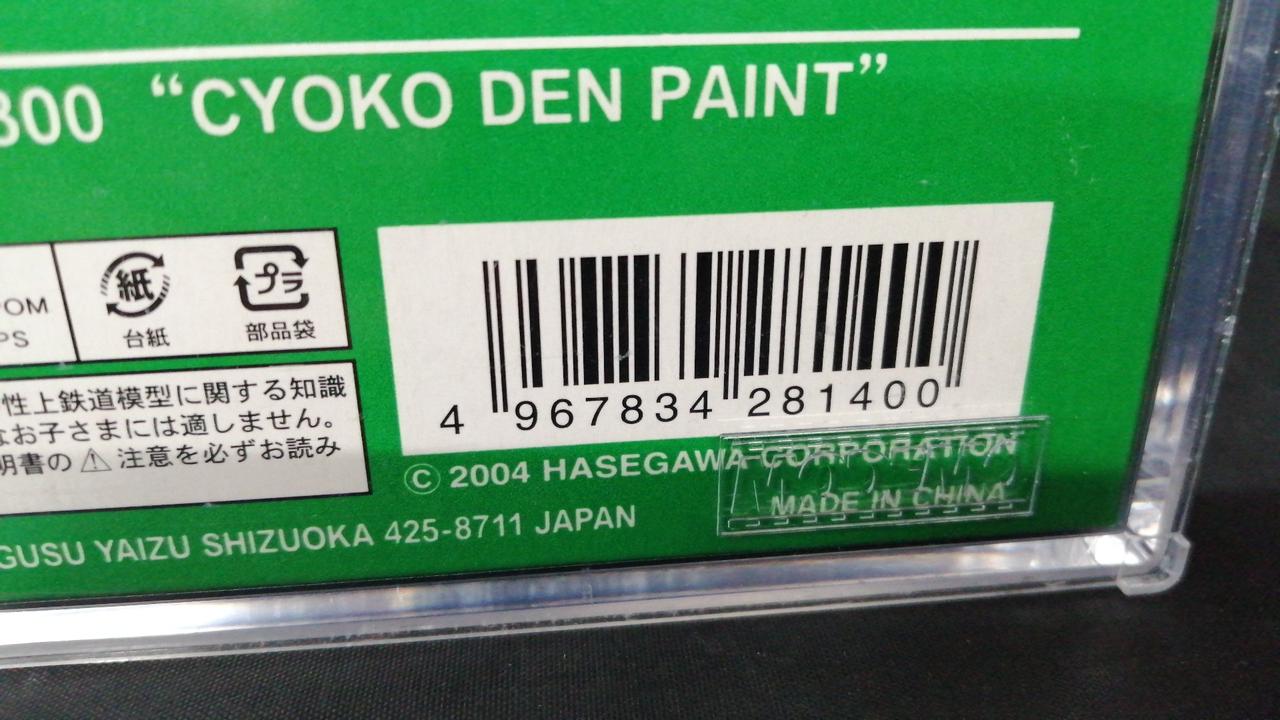 300 “CYOKO DEN PAINT”
POM
PS
紙
台紙
プラ
部品袋
性上鉄道模型に関する知識
なお子さまには適しません。
明書の⚠注意を必ずお読み
4 967834 281400
© 2004 HASEGAWA CORPORATION
MODEMO
MADE IN CHINA
GUSU YAIZU SHIZUOKA 425-8711 JAPAN